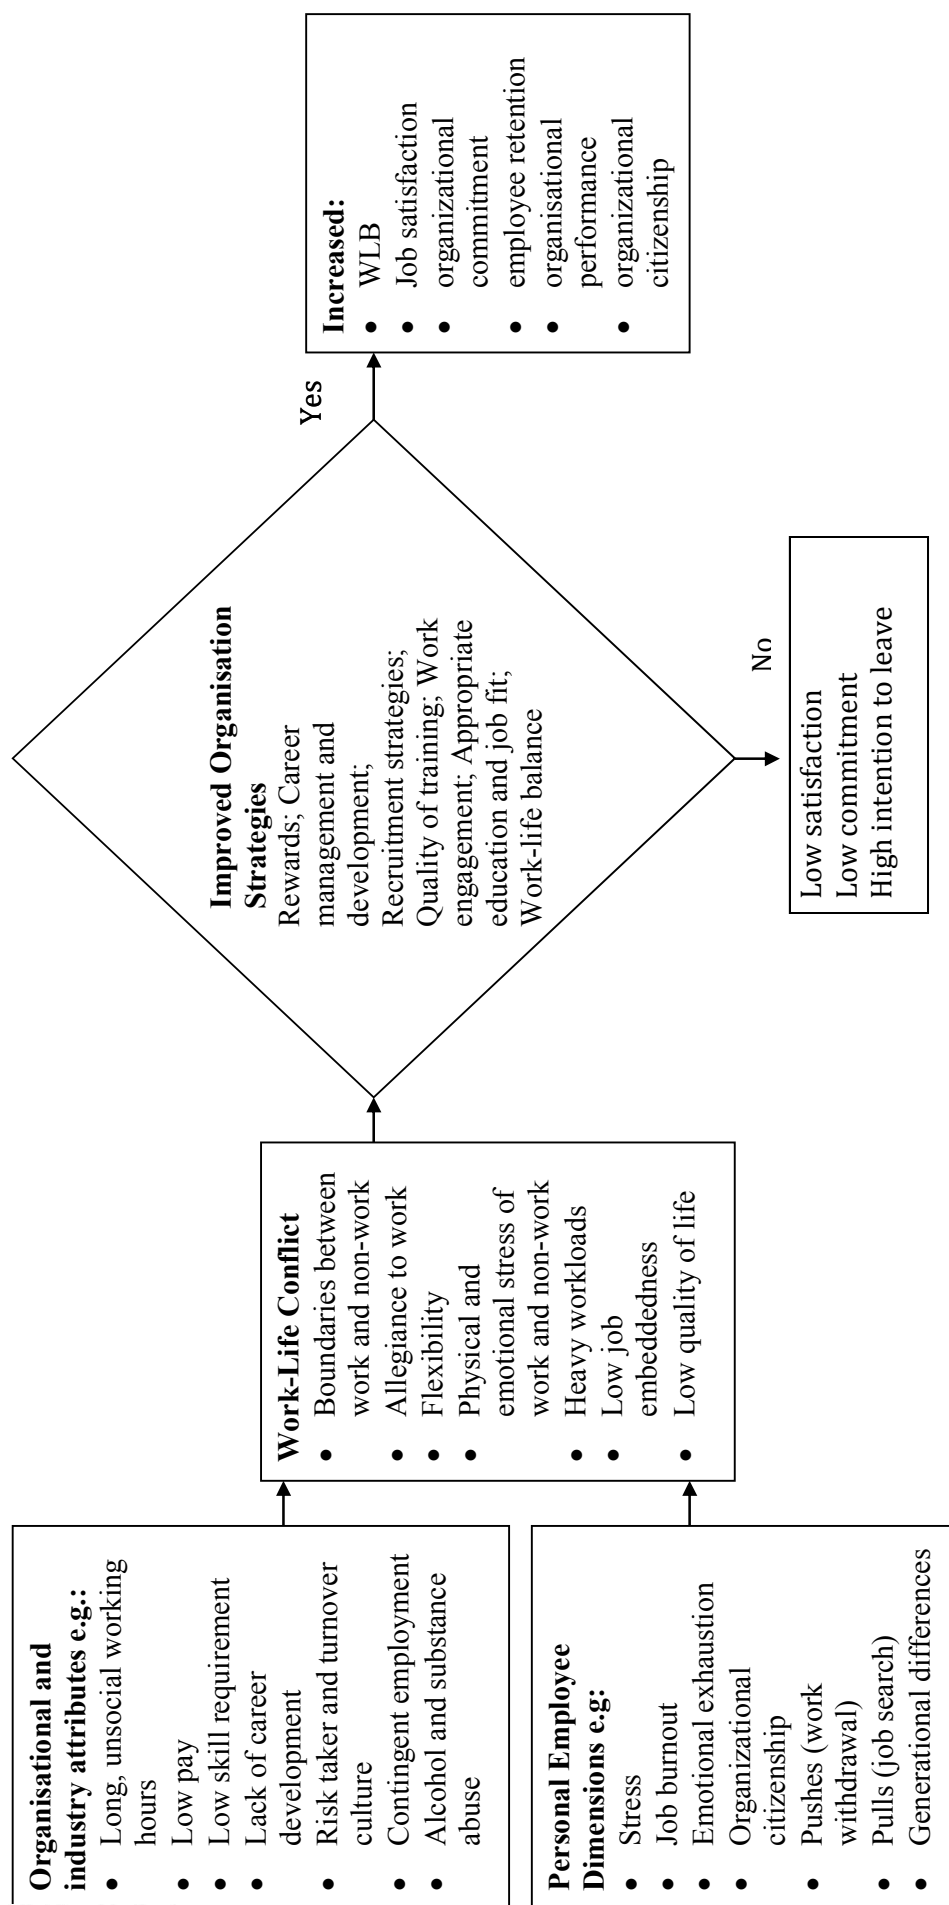 Organisational and
industry attributes e.g.:
• Long, unsocial working
hours
• Low pay
• Low skill requirement
• Lack of career
development
• Risk taker and turnover
culture
• Contingent employment
• Alcohol and substance
abuse
Personal Employee
Dimensions e.g:
• Stress
• Job burnout
• Emotional exhaustion
• Organizational
citizenship
• Pushes (work
withdrawal)
• Pulls (job search)
• Generational differences
Work-Life Conflict
• Boundaries between
work and non-work
• Allegiance to work
• Flexibility
• Physical and
emotional stress of
work and non-work
• Heavy workloads
• Low job
embeddedness
• Low quality of life
Improved Organisation
Strategies
Rewards; Career
management and
development;
Recruitment strategies;
Quality of training; Work
engagement; Appropriate
education and job fit;
Work-life balance
Yes
Increased:
• WLB
• Job satisfaction
• organizational
commitment
• employee retention
• organisational
performance
• organizational
citizenship
No
Low satisfaction
Low commitment
High intention to leave